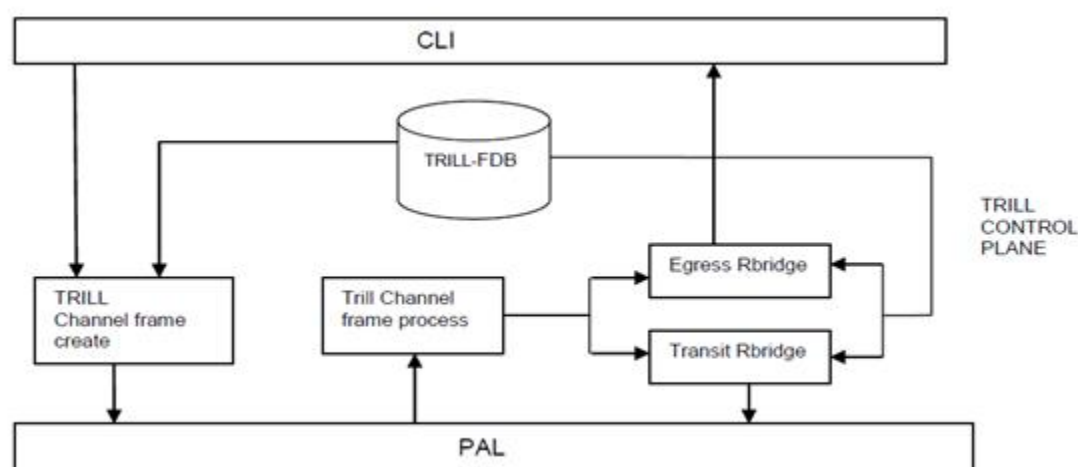 CLI
TRILL-FDB
TRILL
CONTROL
PLANE
Egress Rbridge
TRILL
Channel frame
create
Trill Channel
frame process
Transit Rbridge
PAL